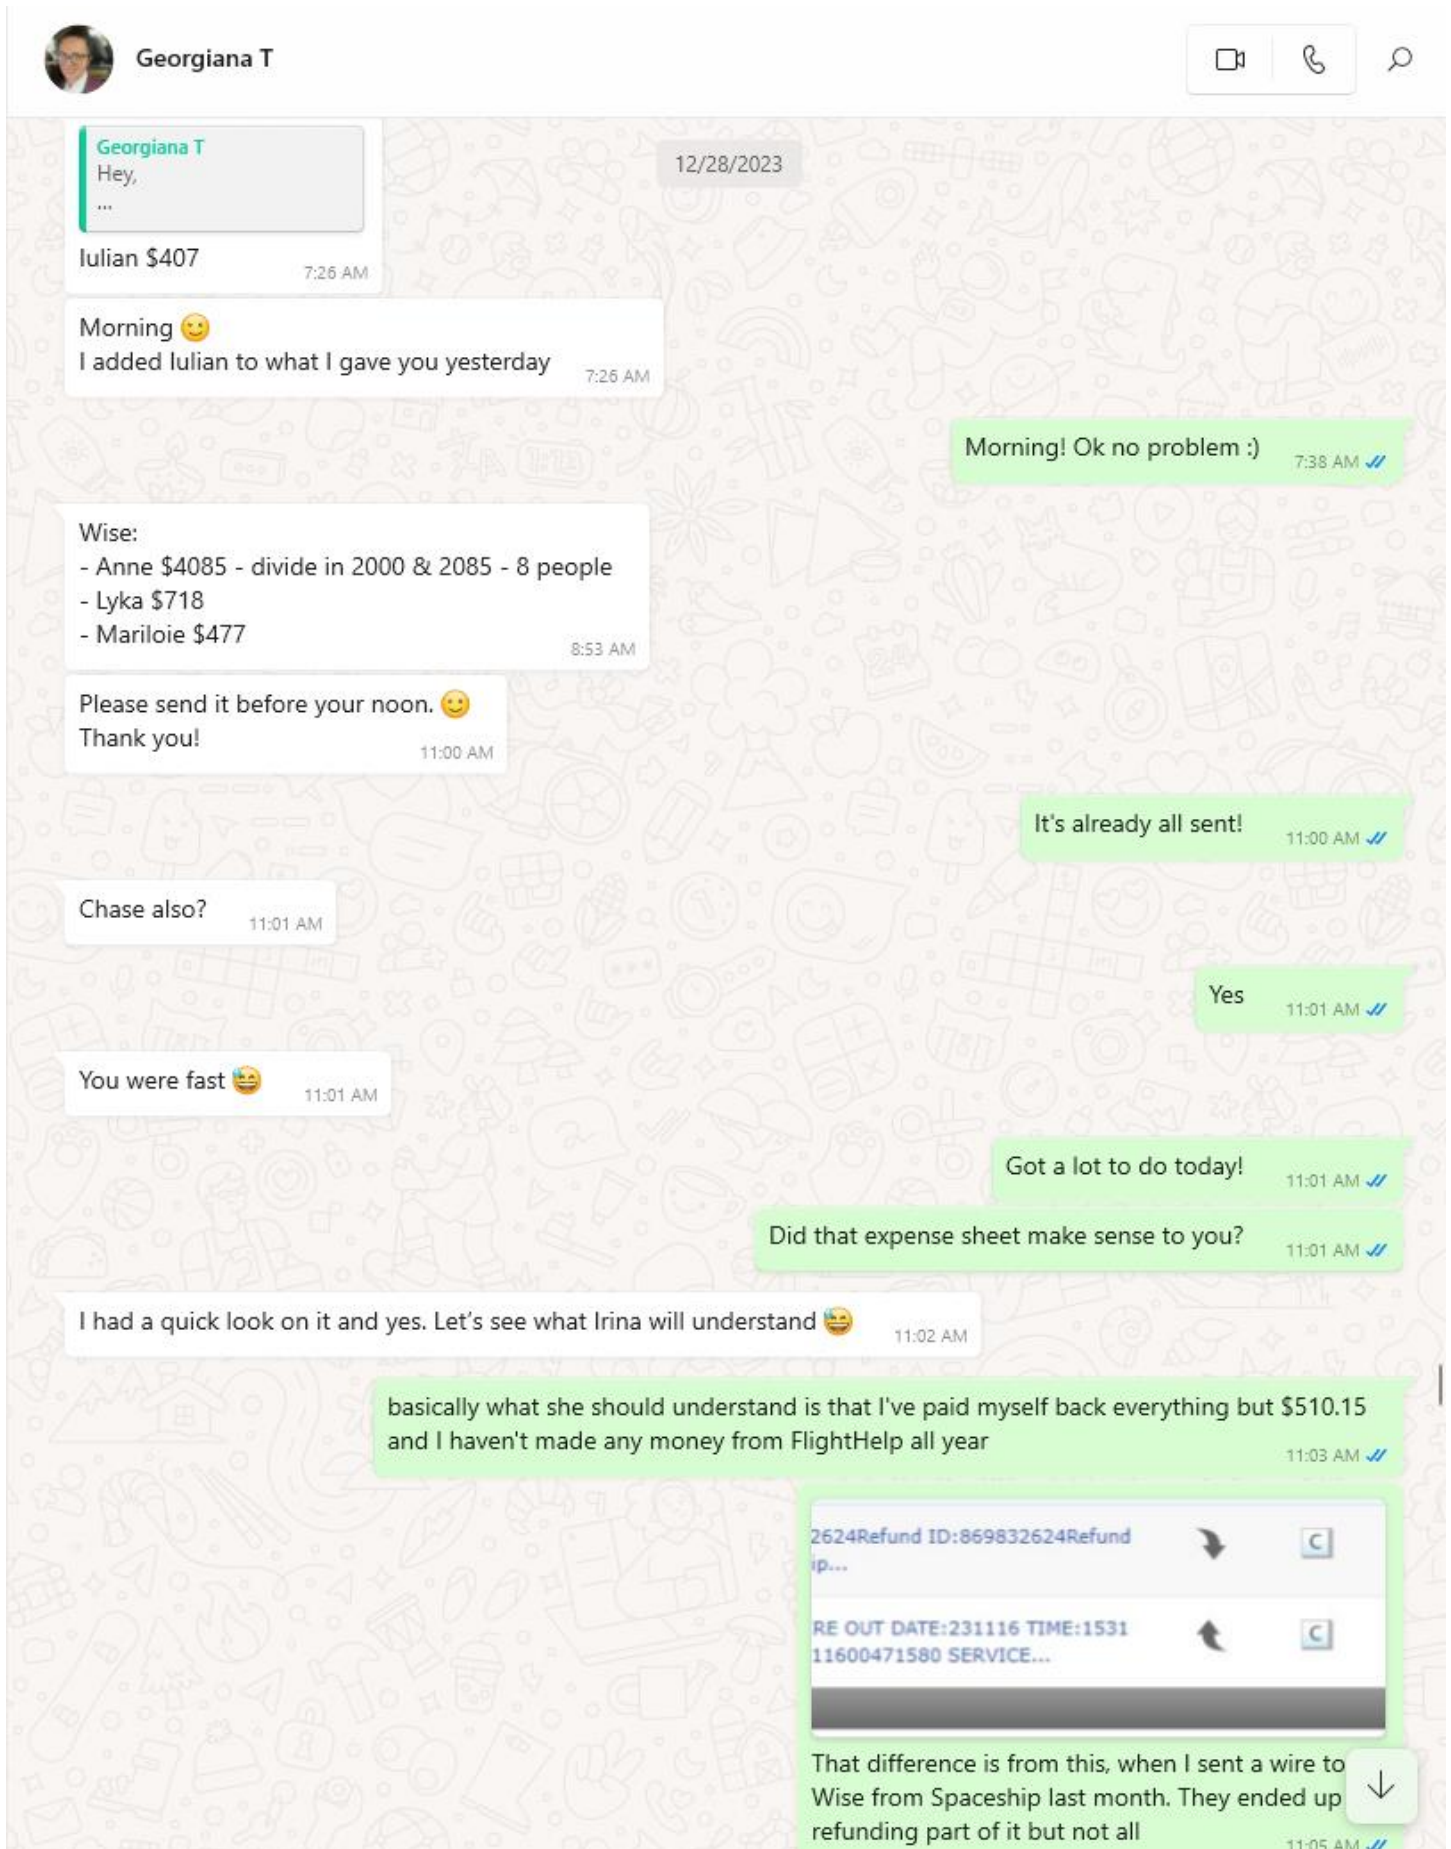 Georgiana T
12/28/2023
Georgiana T
Hey,
...
Iulian $407
7:26 AM
Morning 😉
I added Iulian to what I gave you yesterday
7:26 AM
Morning! Ok no problem :)
7:38 AM
Wise:
- Anne $4085 - divide in 2000 & 2085 - 8 people
- Lyka $718
- Mariloie $477
8:53 AM
Please send it before your noon. 🙂
Thank you!
11:00 AM
It's already all sent!
11:00 AM
Chase also?
11:01 AM
Yes
11:01 AM
You were fast 😅
11:01 AM
Got a lot to do today!
11:01 AM
Did that expense sheet make sense to you?
11:01 AM
I had a quick look on it and yes. Let's see what Irina will understand 😅
11:02 AM
basically what she should understand is that I've paid myself back everything but $510.15
and I haven't made any money from FlightHelp all year
11:03 AM
2624Refund ID:869832624Refund
ip...
C
RE OUT DATE:231116 TIME:1531
11600471580 SERVICE...
C
That difference is from this, when I sent a wire to
Wise from Spaceship last month. They ended up
refunding part of it but not all
11:05 AM